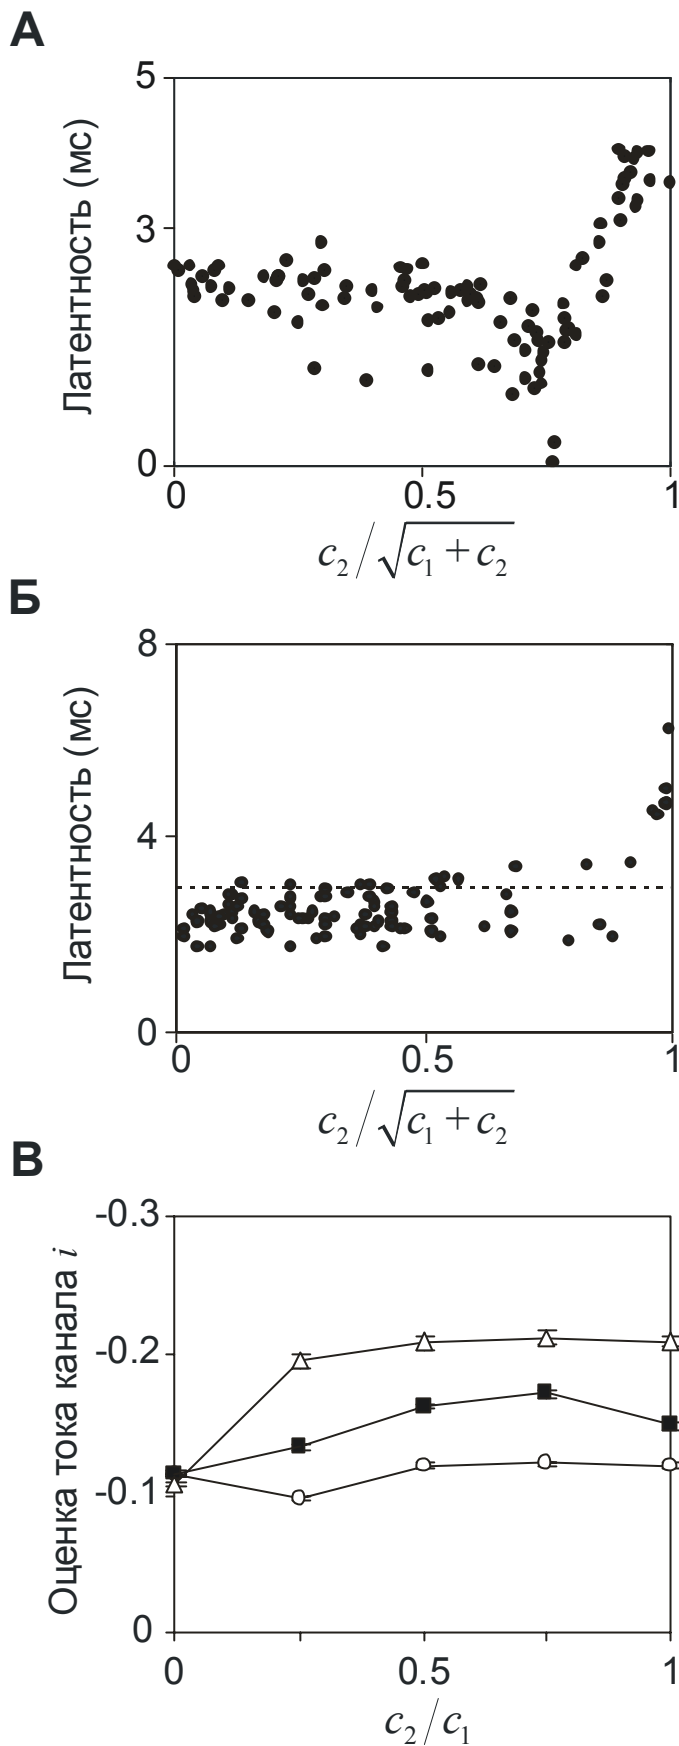 А
5
3
0
Латентность (мс)
0 0.5 1
c₂/√c₁ + c₂
Б
8
4
0
Латентность (мс)
0 0.5 1
c₂/√c₁ + c₂
В
-0.3
-0.2
-0.1
0
Оценка тока канала i
0 0.5 1
c₂/c₁